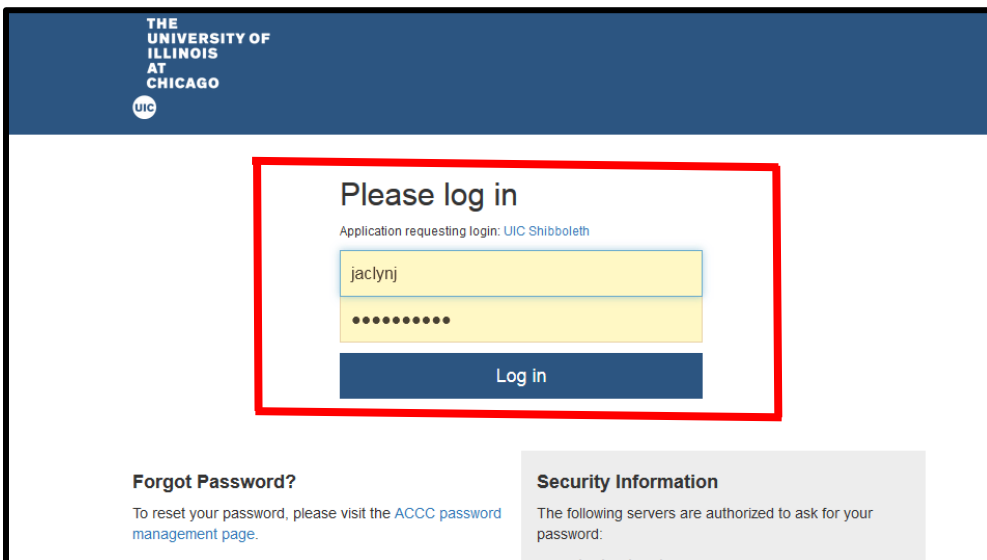 THE
UNIVERSITY OF
ILLINOIS
AT
CHICAGO
UIC
Please log in
Application requesting login: UIC Shibboleth
jaclynj
●●●●●●●●●●
Log in
Forgot Password?
To reset your password, please visit the ACCC password
management page.
Security Information
The following servers are authorized to ask for your
password: